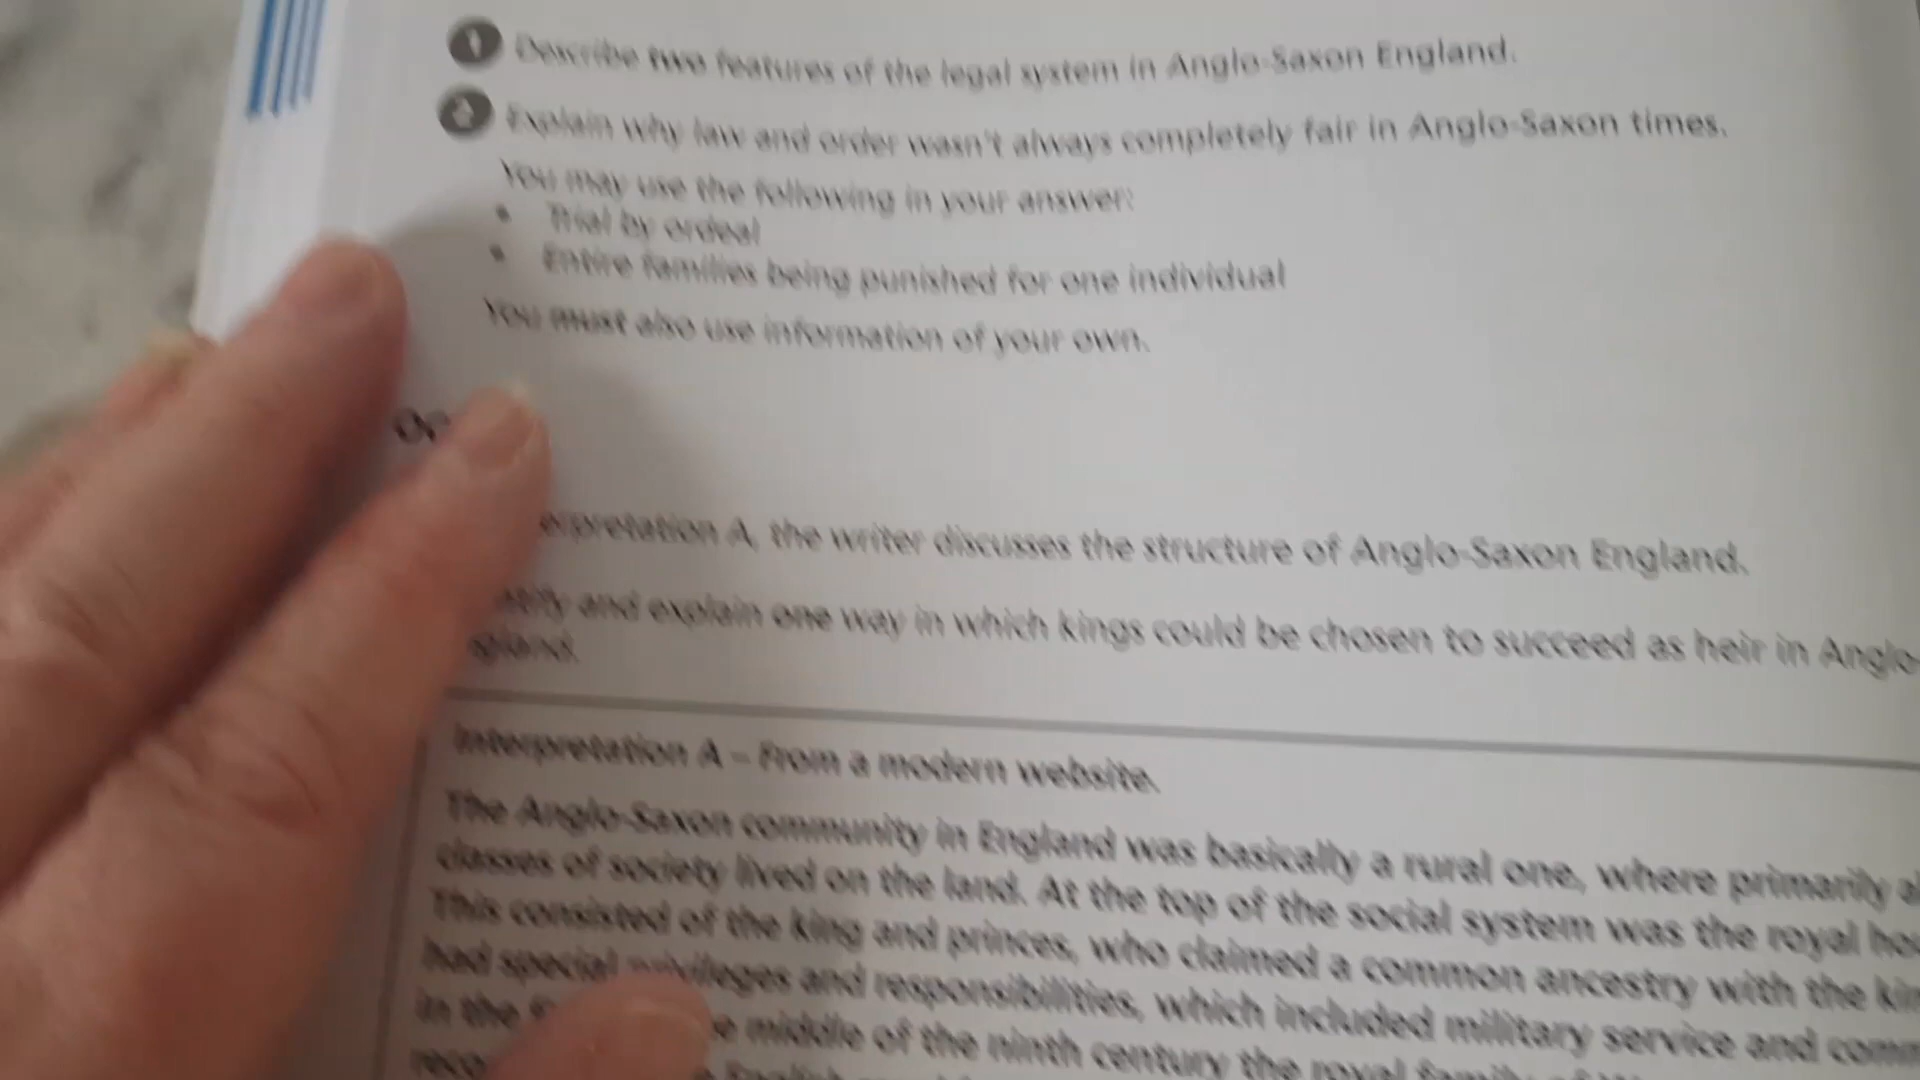 1 Describe two features of the legal system in Anglo-Saxon England.
2 Explain why law and order wasn't always completely fair in Anglo-Saxon times.
You may use the following in your answer:
• Trial by ordeal
• Entire families being punished for one individual
You must also use information of your own.
A, the writer discusses the structure of Anglo-Saxon England.
and explain one way in which kings could be chosen to succeed as heir in Anglo-
Interpretation A – From a modern website.
The Anglo-Saxon community in England was basically a rural one, where primarily
classes of society lived on the land. At the top of the social system was the royal
This consisted of the king and princes, who claimed a common ancestry with the
had special privileges and responsibilities, which included military service and
in the middle of the ninth century the royal family of